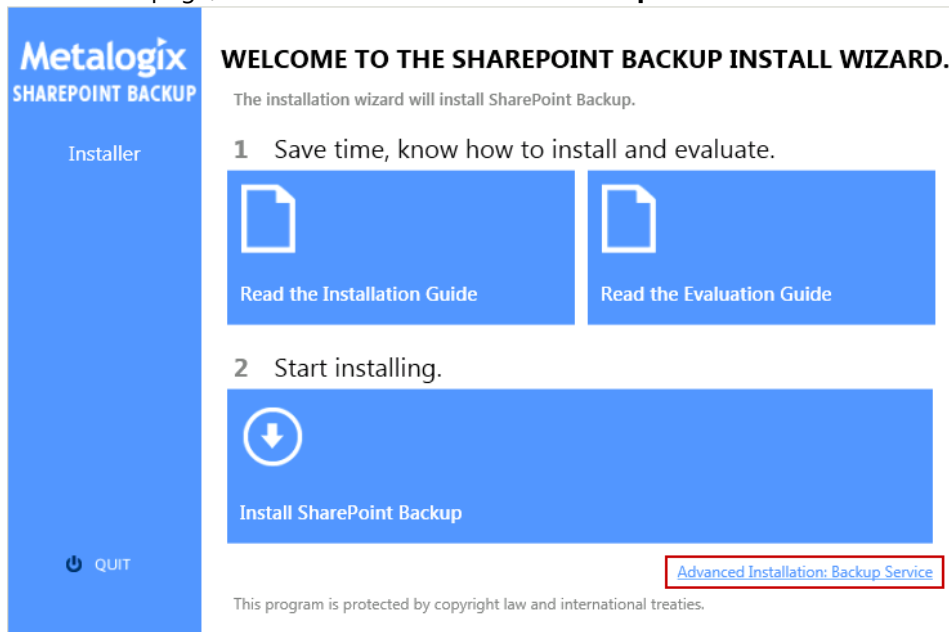 Metalogix
SHAREPOINT BACKUP
Installer
QUIT
WELCOME TO THE SHAREPOINT BACKUP INSTALL WIZARD.
The installation wizard will install SharePoint Backup.
1 Save time, know how to install and evaluate.
Read the Installation Guide
Read the Evaluation Guide
2 Start installing.
Install SharePoint Backup
Advanced Installation: Backup Service
This program is protected by copyright law and international treaties.